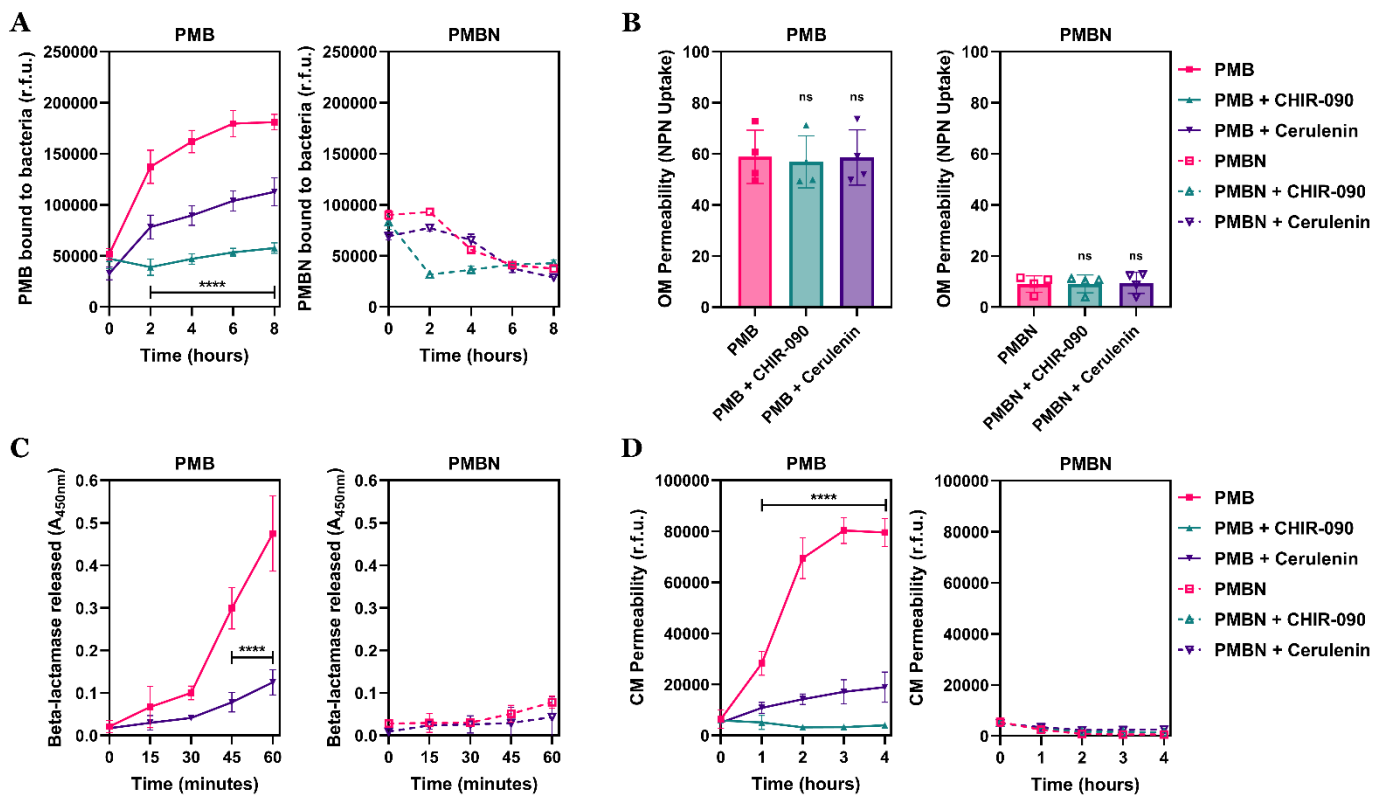 A
PMB
PMB bound to bacteria (r.f.u.)
250000
200000
150000
100000
50000
0
****
0 2 4 6 8
Time (hours)
PMBN
PMBN bound to bacteria (r.f.u.)
250000
200000
150000
100000
50000
0
0 2 4 6 8
Time (hours)
B
PMB
OM Permeability (NPN Uptake)
100
80
60
40
20
0
ns ns
PMB
PMB + CHIR-090
PMB + Cerulenin
PMBN
OM Permeability (NPN Uptake)
100
80
60
40
20
0
ns ns
PMBN
PMBN + CHIR-090
PMBN + Cerulenin
PMB
PMB + CHIR-090
PMB + Cerulenin
PMBN
PMBN + CHIR-090
PMBN + Cerulenin
C
PMB
Beta-lactamase released (A450nm)
0.6
0.5
0.4
0.3
0.2
0.1
0.0
****
0 15 30 45 60
Time (minutes)
PMBN
Beta-lactamase released (A450nm)
0.6
0.5
0.4
0.3
0.2
0.1
0.0
0 15 30 45 60
Time (minutes)
D
PMB
CM Permeability (r.f.u.)
100000
80000
60000
40000
20000
0
****
0 1 2 3 4
Time (hours)
PMBN
CM Permeability (r.f.u.)
100000
80000
60000
40000
20000
0
0 1 2 3 4
Time (hours)
PMB
PMB + CHIR-090
PMB + Cerulenin
PMBN
PMBN + CHIR-090
PMBN + Cerulenin